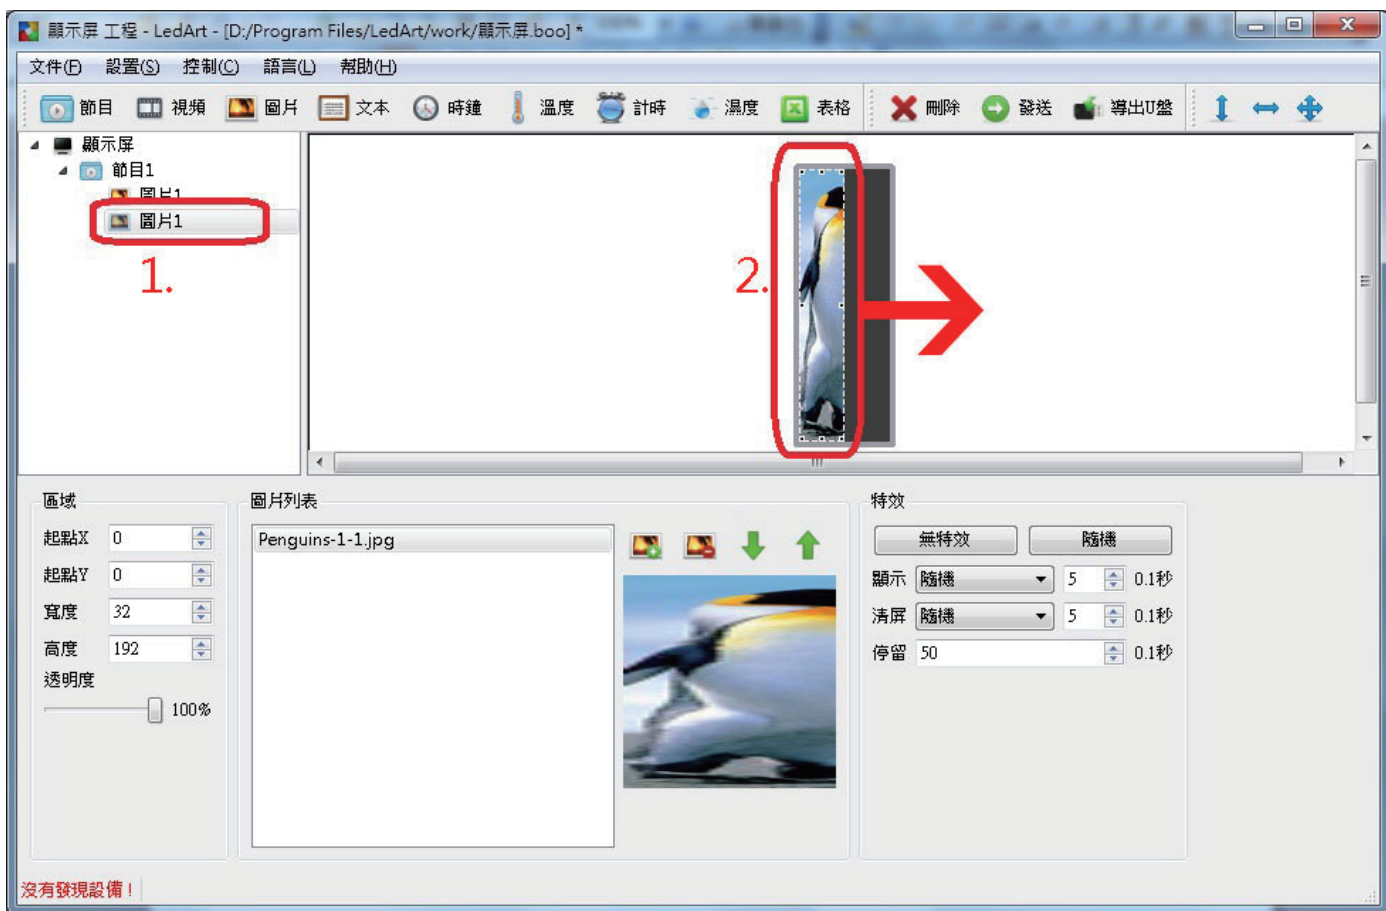 顯示屏 工程 - LedArt - [D:/Program Files/LedArt/work/顯示屏.boo] *
文件(F) 設置(S) 控制(C) 語言(L) 幫助(H)
節目 視頻 圖片 文本 時鐘 溫度 計時 濕度 表格 刪除 發送 導出U盤
顯示屏
節目1
圖片1
圖片1
1.
2.
區域
起點X 0
起點Y 0
寬度 32
高度 192
透明度
100%
圖片列表
Penguins-1-1.jpg
特效
無特效 隨機
顯示 隨機 5 0.1秒
清屏 隨機 5 0.1秒
停留 50 0.1秒
沒有發現設備！